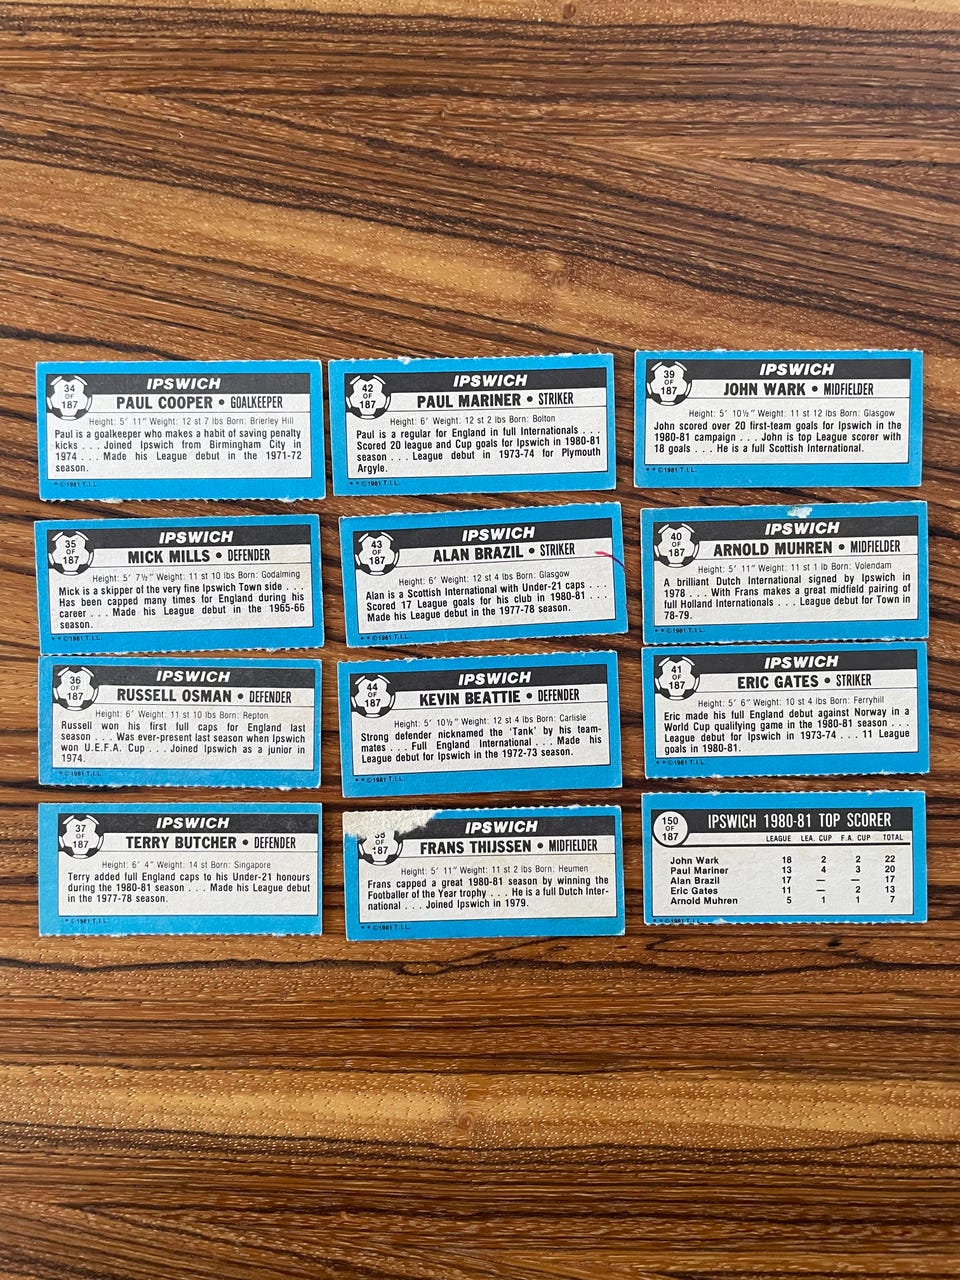 34
OF
187
IPSWICH
PAUL COOPER • GOALKEEPER
Height: 5' 11" Weight: 12 st 7 lbs Born: Brierley Hill
Paul is a goalkeeper who makes a habit of saving penalty
kicks . . . Joined Ipswich from Birmingham City in
1974 . . . Made his League debut in the 1971-72
season.
* * ©1981 T.I.L.
42
OF
187
IPSWICH
PAUL MARINER • STRIKER
Height: 6' Weight: 12 st 2 lbs Born: Bolton
Paul is a regular for England in full Internationals . . .
Scored 20 league and Cup goals for Ipswich in 1980-81
season . . . League debut in 1973-74 for Plymouth
Argyle.
* * ©1981 T.I.L.
39
OF
187
IPSWICH
JOHN WARK • MIDFIELDER
Height: 5' 10½" Weight: 11 st 12 lbs Born: Glasgow
John scored over 20 first-team goals for Ipswich in the
1980-81 campaign . . . John is top League scorer with
18 goals . . . He is a full Scottish International.
* * ©1981 T.I.L.
35
OF
187
IPSWICH
MICK MILLS • DEFENDER
Height: 5' 7½" Weight: 11 st 10 lbs Born: Godalming
Mick is a skipper of the very fine Ipswich Town side . . .
Has been capped many times for England during his
career . . . Made his League debut in the 1965-66
season.
* * ©1981 T.I.L.
43
OF
187
IPSWICH
ALAN BRAZIL • STRIKER
Height: 6' Weight: 12 st 4 lbs Born: Glasgow
Alan is a Scottish International with Under-21 caps . . . .
Scored 17 League goals for his club in 1980-81 . . .
Made his League debut in the 1977-78 season.
* * ©1981 T.I.L.
40
OF
187
IPSWICH
ARNOLD MUHREN • MIDFIELDER
Height: 5' 11" Weight: 11 st 1 lb Born: Volendam
A brilliant Dutch International signed by Ipswich in
1978 . . . With Frans makes a great midfield pairing of
full Holland Internationals . . . League debut for Town in
78-79.
* * ©1981 T.I.L.
36
OF
187
IPSWICH
RUSSELL OSMAN • DEFENDER
Height: 6' Weight: 11 st 10 lbs Born: Repton
Russell won his first full caps for England last
season . . . Was ever-present last season when Ipswich
won U.E.F.A. Cup . . . Joined Ipswich as a junior in
1974.
* * ©1981 T.I.L.
44
OF
187
IPSWICH
KEVIN BEATTIE • DEFENDER
Height: 5' 10½" Weight: 12 st 4 lbs Born: Carlisle
Strong defender nicknamed the 'Tank' by his team-
mates . . . Full England International . . . Made his
League debut for Ipswich in the 1972-73 season.
* * ©1981 T.I.L.
41
OF
187
IPSWICH
ERIC GATES • STRIKER
Height: 5' 6" Weight: 10 st 4 lbs Born: Ferryhill
Eric made his full England debut against Norway in a
World Cup qualifying game in the 1980-81 season . . .
League debut for Ipswich in 1973-74 . . . 11 League
goals in 1980-81.
* * ©1981 T.I.L.
37
OF
187
IPSWICH
TERRY BUTCHER • DEFENDER
Height: 6' 4" Weight: 14 st Born: Singapore
Terry added full England caps to his Under-21 honours
during the 1980-81 season . . . Made his League debut
in the 1977-78 season.
* * ©1981 T.I.L.
38
OF
187
IPSWICH
FRANS THIJSSEN • MIDFIELDER
Height: 5' 11" Weight: 11 st 2 lbs Born: Heumen
Frans capped a great 1980-81 season by winning the
Footballer of the Year trophy . . . He is a full Dutch Inter-
national . . . Joined Ipswich in 1979.
* * ©1981 T.I.L.
150
OF
187
IPSWICH 1980-81 TOP SCORER
LEAGUE LEA. CUP F.A. CUP TOTAL
John Wark 18 2 2 22
Paul Mariner 13 4 3 20
Alan Brazil 17 — — 17
Eric Gates 11 — 2 13
Arnold Muhren 5 1 1 7
* * ©1981 T.I.L.